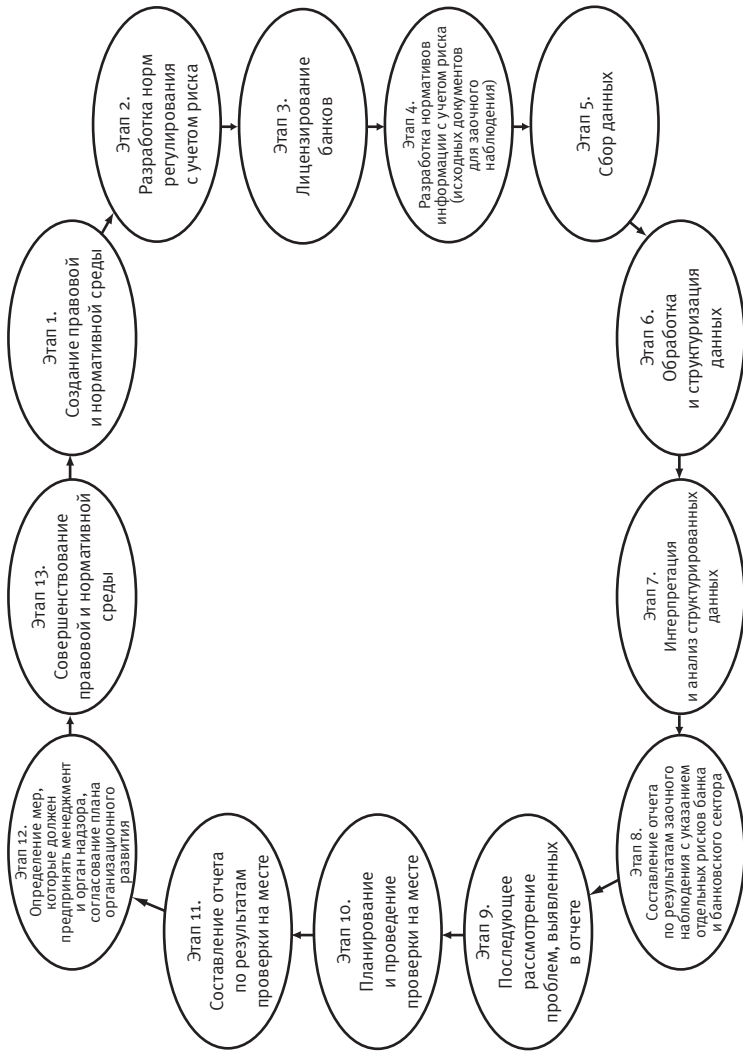 Этап 1.
Создание правовой
и нормативной среды
Этап 2.
Разработка норм
регулирования
с учетом риска
Этап 3.
Лицензирование
банков
Этап 4.
Разработка нормативов
информации с учетом риска
(исходных документов
для заочного
наблюдения)
Этап 5.
Сбор данных
Этап 6.
Обработка
и структуризация
данных
Этап 7.
Интерпретация
и анализ структурированных
данных
Этап 8.
Составление отчета
по результатам заочного
наблюдения с указанием
отдельных рисков банка
и банковского сектора
Этап 9.
Последующее
рассмотрение
проблем, выявленных
в отчете
Этап 10.
Планирование
и проведение
проверки на месте
Этап 11.
Составление отчета
по результатам
проверки на месте
Этап 12.
Определение мер,
которые должен
предпринять менеджмент
и орган надзора,
согласование плана
организационного
развития
Этап 13.
Совершенствование
правовой и нормативной
среды